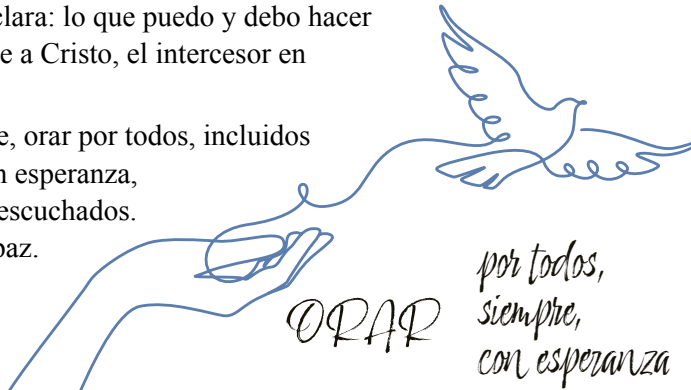 clara: lo que puedo y debo hacer
e a Cristo, el intercesor en
e, orar por todos, incluidos
n esperanza,
escuchados.
paz.
ORAR
por todos,
siempre,
con esperanza